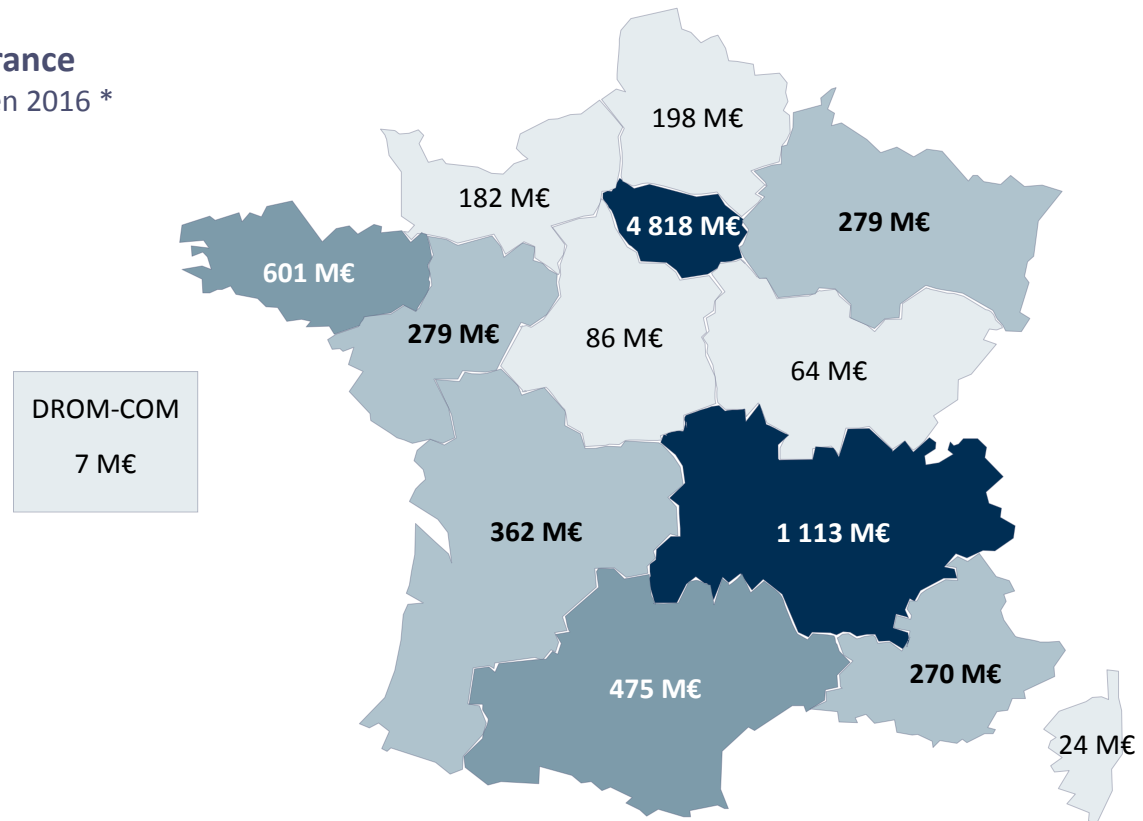 rance
en 2016 *
198 M€
182 M€
4 818 M€
279 M€
601 M€
279 M€
86 M€
64 M€
DROM-COM
7 M€
362 M€
1 113 M€
475 M€
270 M€
24 M€